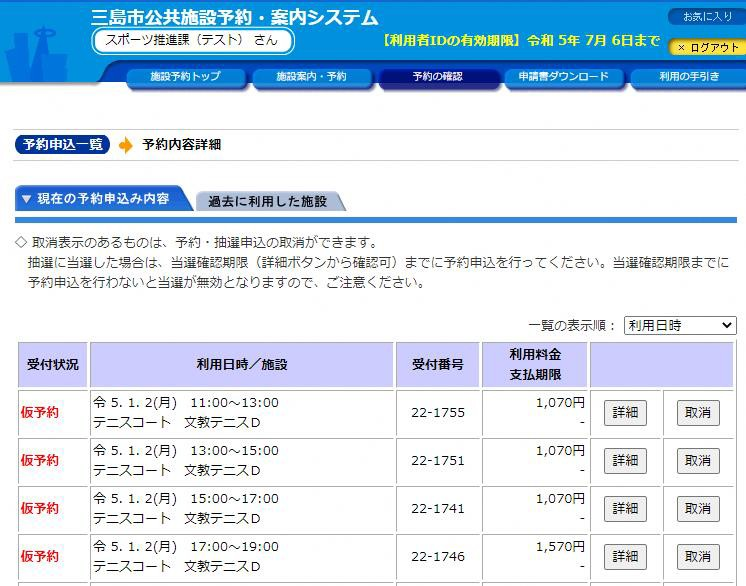 三島市公共施設予約・案内システム
お気に入り
スポーツ推進課（テスト） さん
【利用者IDの有効期限】令和 5年 7月 6日まで
× ログアウト
施設予約トップ
施設案内・予約
予約の確認
申請書ダウンロード
利用の手引き
予約申込一覧
予約内容詳細
▼ 現在の予約申込み内容
過去に利用した施設
◇ 取消表示のあるものは、予約・抽選申込の取消ができます。
抽選に当選した場合は、当選確認期限（詳細ボタンから確認可）までに予約申込を行ってください。当選確認期限までに
予約申込を行わないと当選が無効となりますので、ご注意ください。
一覧の表示順： 利用日時
受付状況 利用日時／施設 受付番号 利用料金
支払期限
仮予約 令 5. 1. 2(月) 11:00～13:00
テニスコート 文教テニスD
22-1755
1,070円
-
詳細
取消
仮予約 令 5. 1. 2(月) 13:00～15:00
テニスコート 文教テニスD
22-1751
1,070円
-
詳細
取消
仮予約 令 5. 1. 2(月) 15:00～17:00
テニスコート 文教テニスD
22-1741
1,070円
-
詳細
取消
仮予約 令 5. 1. 2(月) 17:00～19:00
テニスコート 文教テニスD
22-1746
1,570円
-
詳細
取消